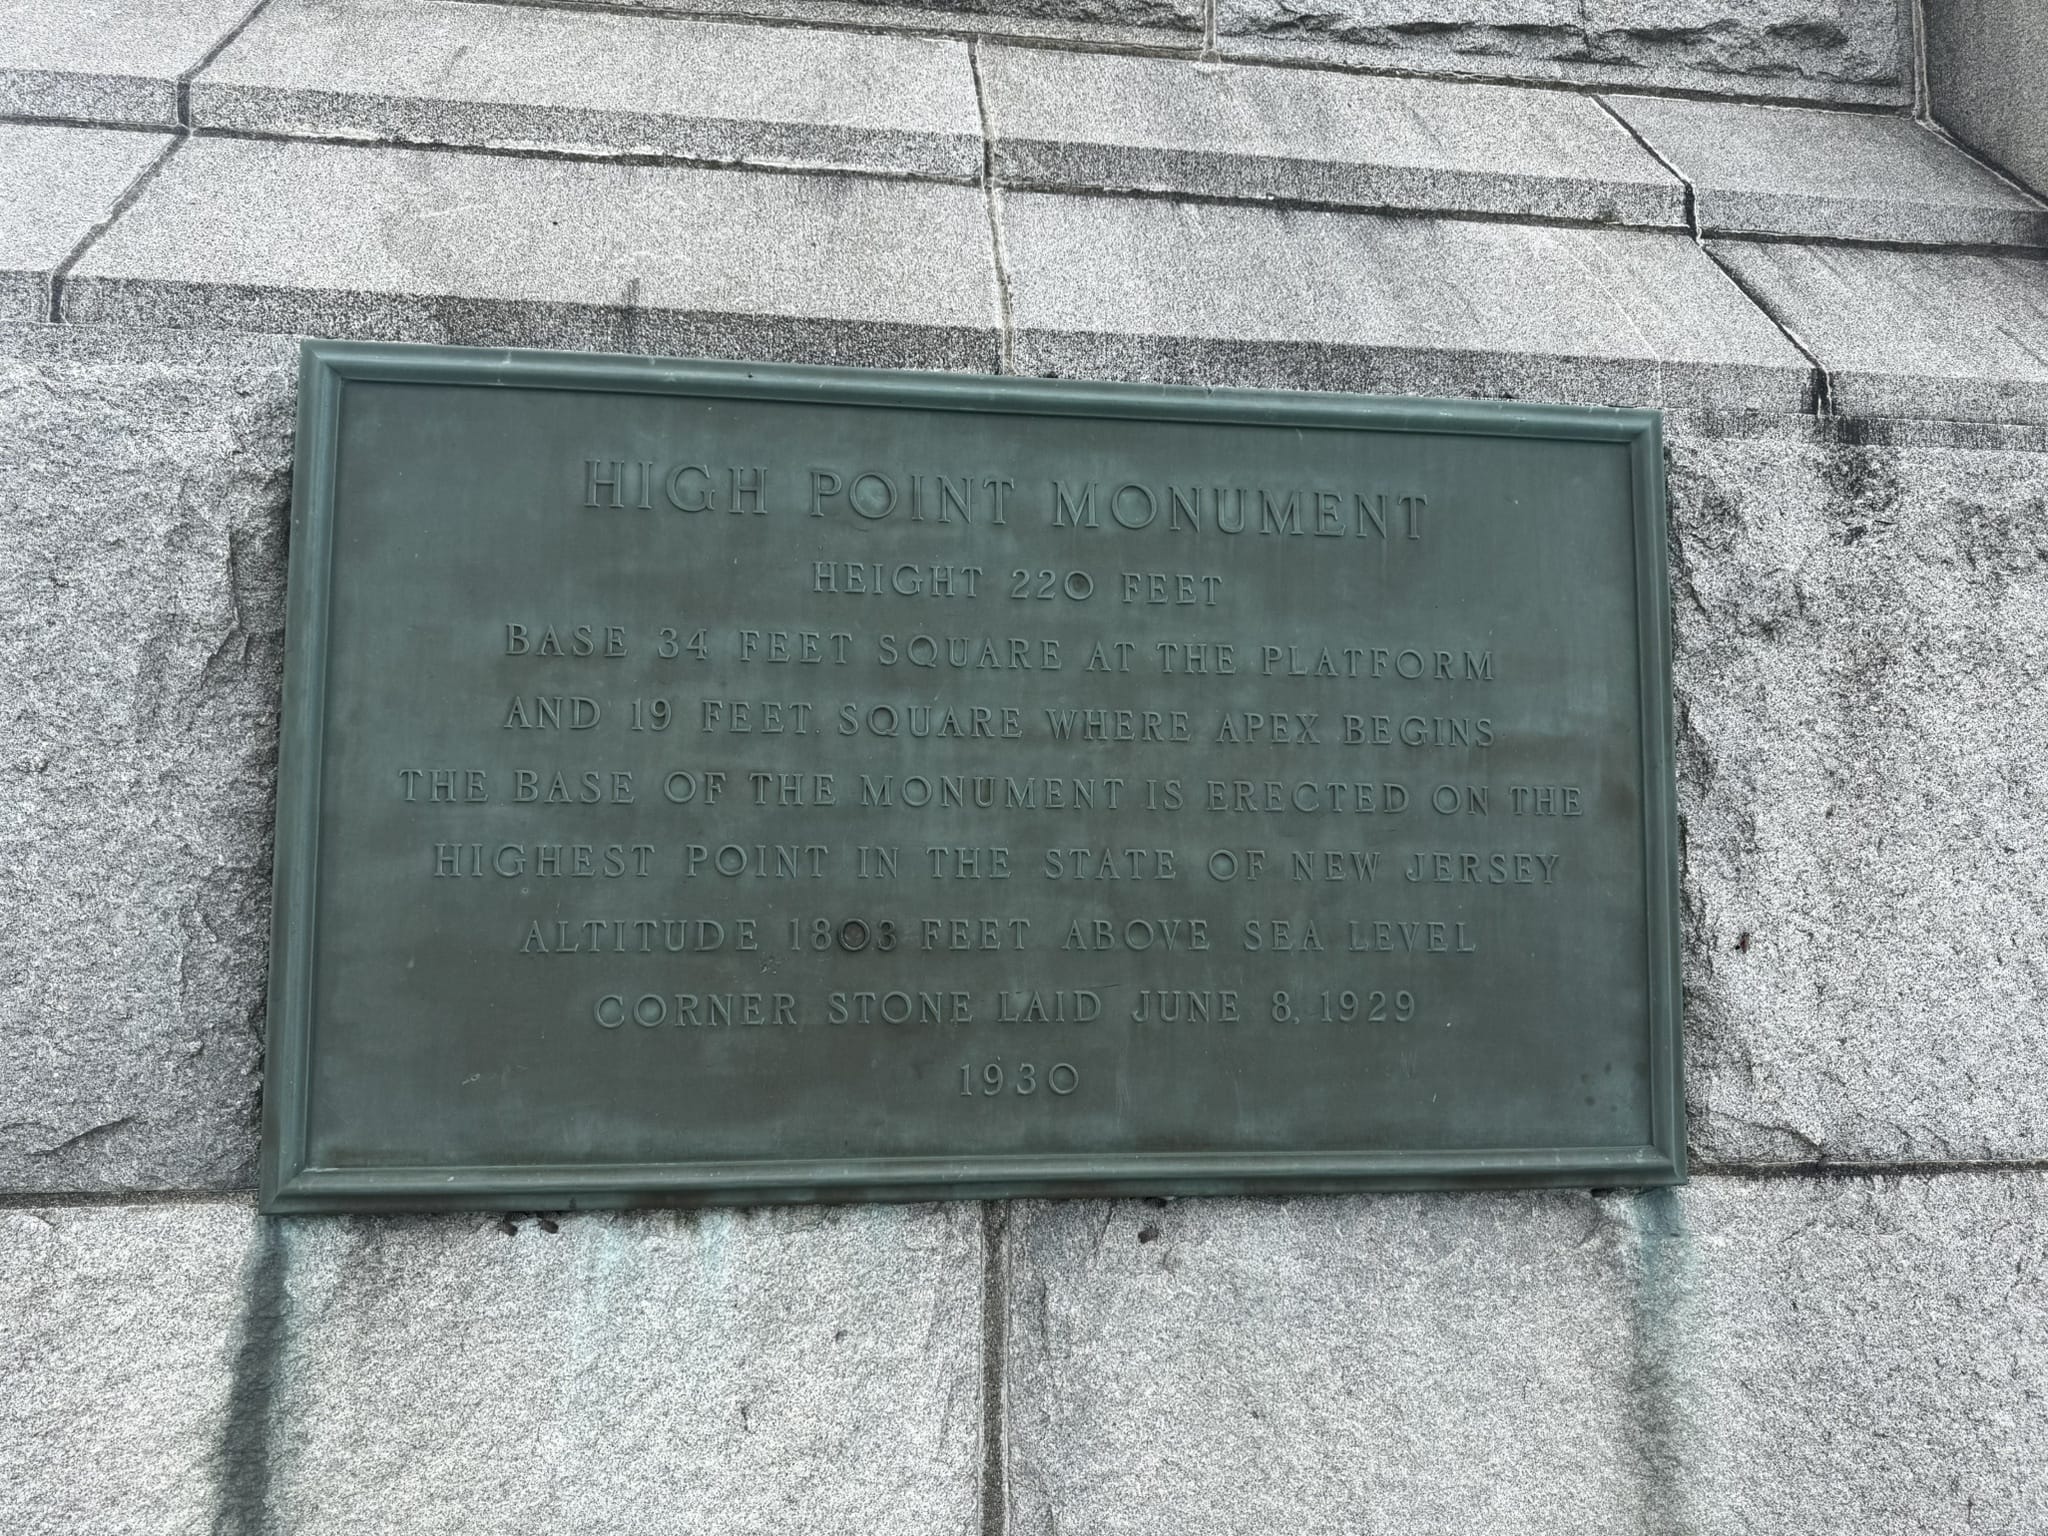 HIGH POINT MONUMENT
HEIGHT 220 FEET
BASE 34 FEET SQUARE AT THE PLATFORM
AND 19 FEET SQUARE WHERE APEX BEGINS
THE BASE OF THE MONUMENT IS ERECTED ON THE
HIGHEST POINT IN THE STATE OF NEW JERSEY
ALTITUDE 1803 FEET ABOVE SEA LEVEL
CORNER STONE LAID JUNE 8, 1929
1930